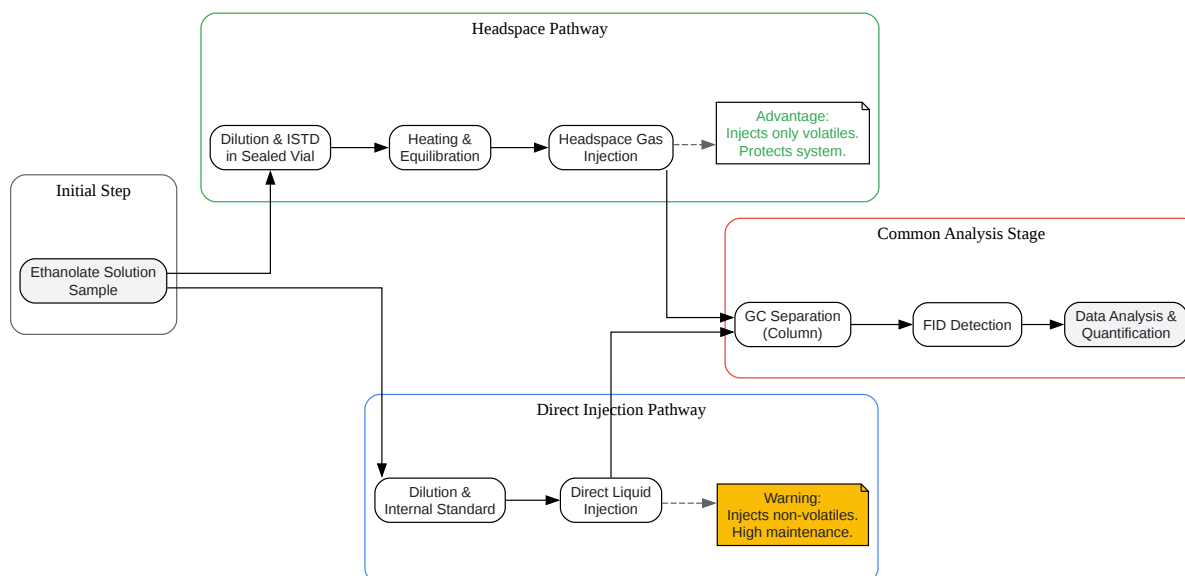 Headspace Pathway
Dilution & ISTD
in Sealed Vial
Heating &
Equilibration
Headspace Gas
Injection
Advantage:
Injects only volatiles.
Protects system.
Initial Step
Ethanolate Solution
Sample
Common Analysis Stage
GC Separation
(Column)
FID Detection
Data Analysis &
Quantification
Direct Injection Pathway
Dilution &
Internal Standard
Direct Liquid
Injection
Warning:
Injects non-volatiles.
High maintenance.